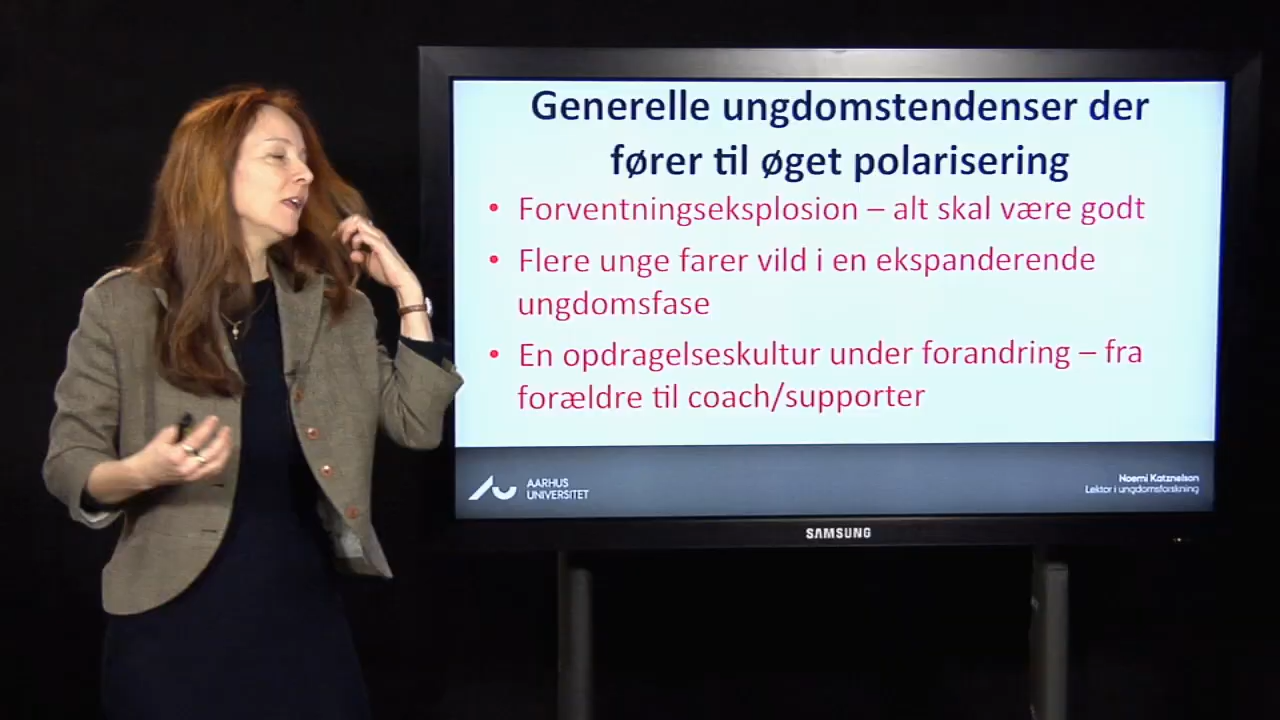 Generelle ungdomstendenser der
fører til øget polarisering
• Forventningseksplosion – alt skal være godt
• Flere unge farer vild i en ekspanderende
ungdomsfase
• En opdragelseskultur under forandring – fra
forældre til coach/supporter
AARHUS
UNIVERSITET
Noemi Katznelson
Lektor i ungdomsforskning
SAMSUNG